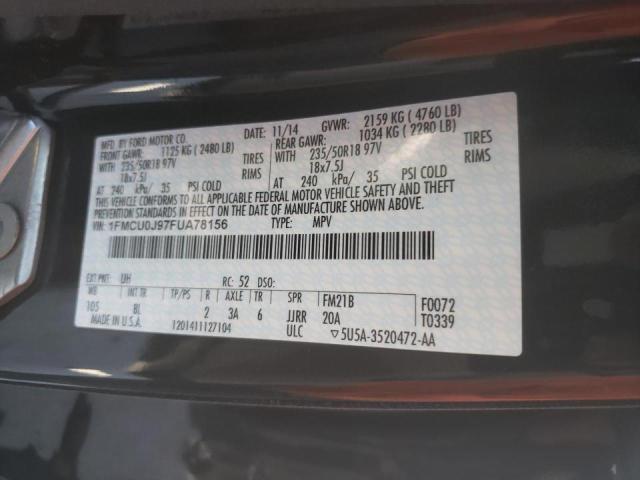 MFD. BY FORD MOTOR CO.
DATE: 11/14 GVWR: 2159 KG ( 4760 LB)
FRONT GAWR: 1125 KG ( 2480 LB) REAR GAWR: 1034 KG ( 2280 LB)
WITH 235/50R18 97V TIRES WITH 235/50R18 97V TIRES
18x7.5J RIMS 18x7.5J RIMS
AT 240 kPa/ 35 PSI COLD AT 240 kPa/ 35 PSI COLD
THIS VEHICLE CONFORMS TO ALL APPLICABLE FEDERAL MOTOR VEHICLE SAFETY AND THEFT
PREVENTION STANDARDS IN EFFECT ON THE DATE OF MANUFACTURE SHOWN ABOVE.
VIN: 1FMCU0J97FUA78156 TYPE: MPV
EXT PNT: UH RC: 52 DSO:
WB INT TR TP/PS R AXLE TR SPR FM21B F0072
105 BL 2 3A 6 JJRR 20A T0339
MADE IN U.S.A. 1201411127104 ULC 5U5A-3520472-AA